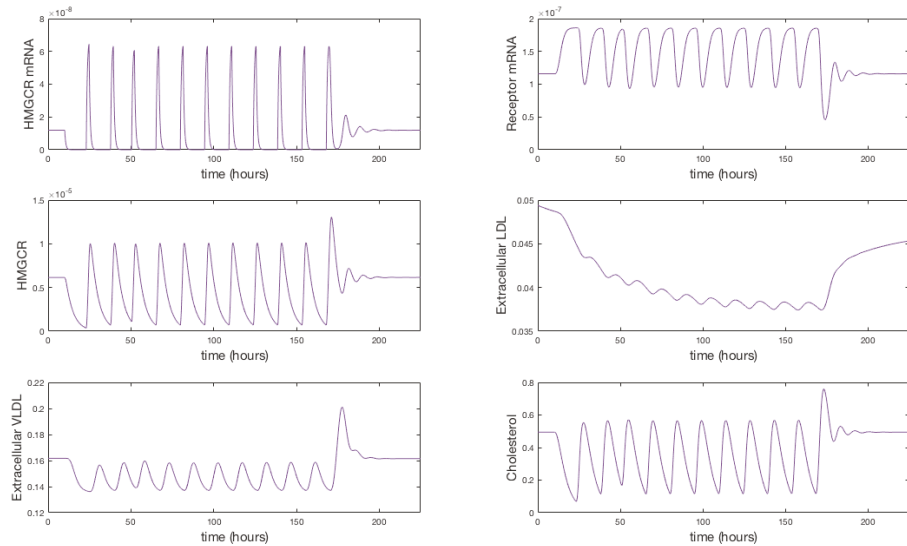 ×10^-8
8
6
4
2
0
HMGCR mRNA
0 50 100 150 200
time (hours)
×10^-7
2
1.5
1
0.5
0
Receptor mRNA
0 50 100 150 200
time (hours)
×10^-5
1.5
1
0.5
0
HMGCR
0 50 100 150 200
time (hours)
0.05
0.045
0.04
0.035
Extracellular LDL
0 50 100 150 200
time (hours)
0.22
0.2
0.18
0.16
0.14
0.12
Extracellular VLDL
0 50 100 150 200
time (hours)
0.8
0.6
0.4
0.2
0
Cholesterol
0 50 100 150 200
time (hours)